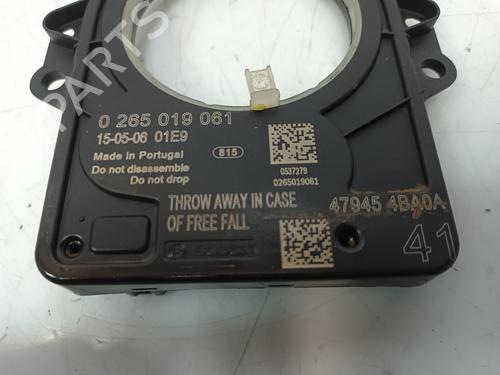 PARTS
0 265 019 061
15-05-06 01E9
Made in Portugal
815
Do not disassemble
Do not drop
0537279
0265019061
THROW AWAY IN CASE
OF FREE FALL
47945 4BA0A
41